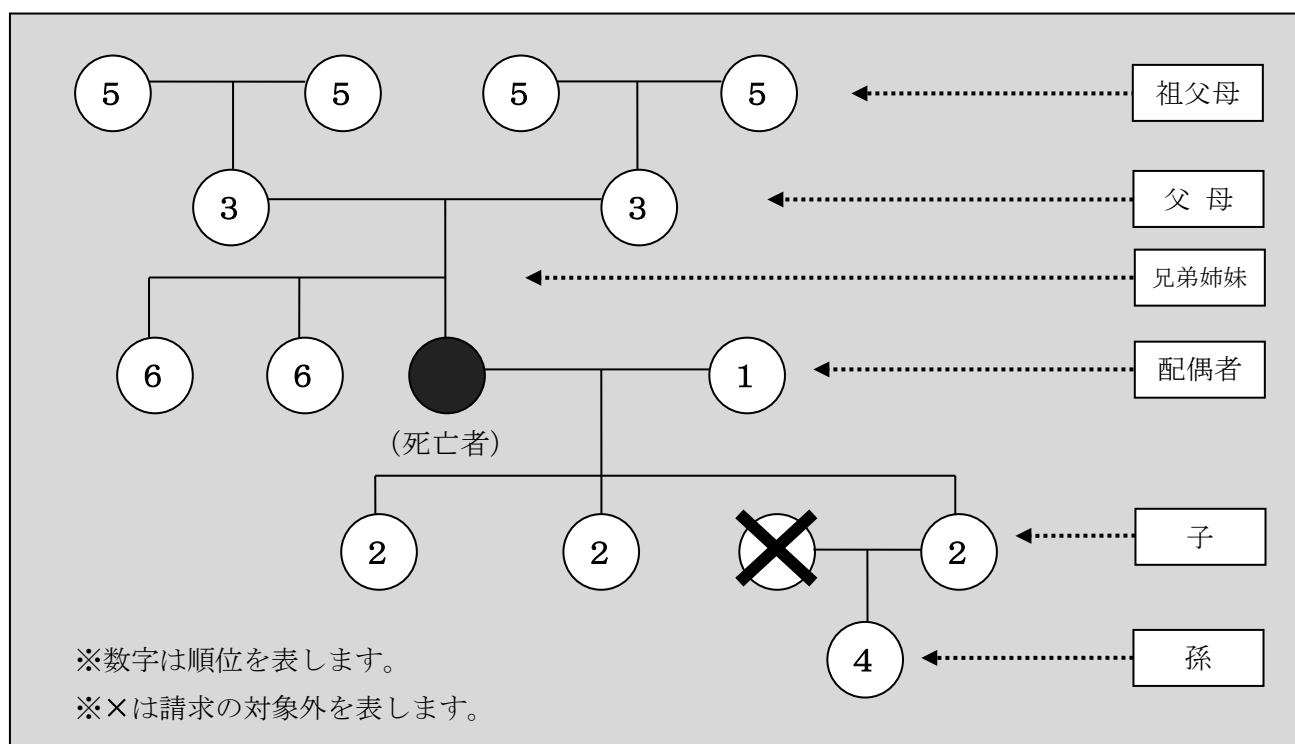 5 5 5 5 祖父母
3 3 父 母
兄弟姉妹
6 6 1 配偶者
(死亡者)
2 2 2 子
4 孫
※数字は順位を表します。
※×は請求の対象外を表します。